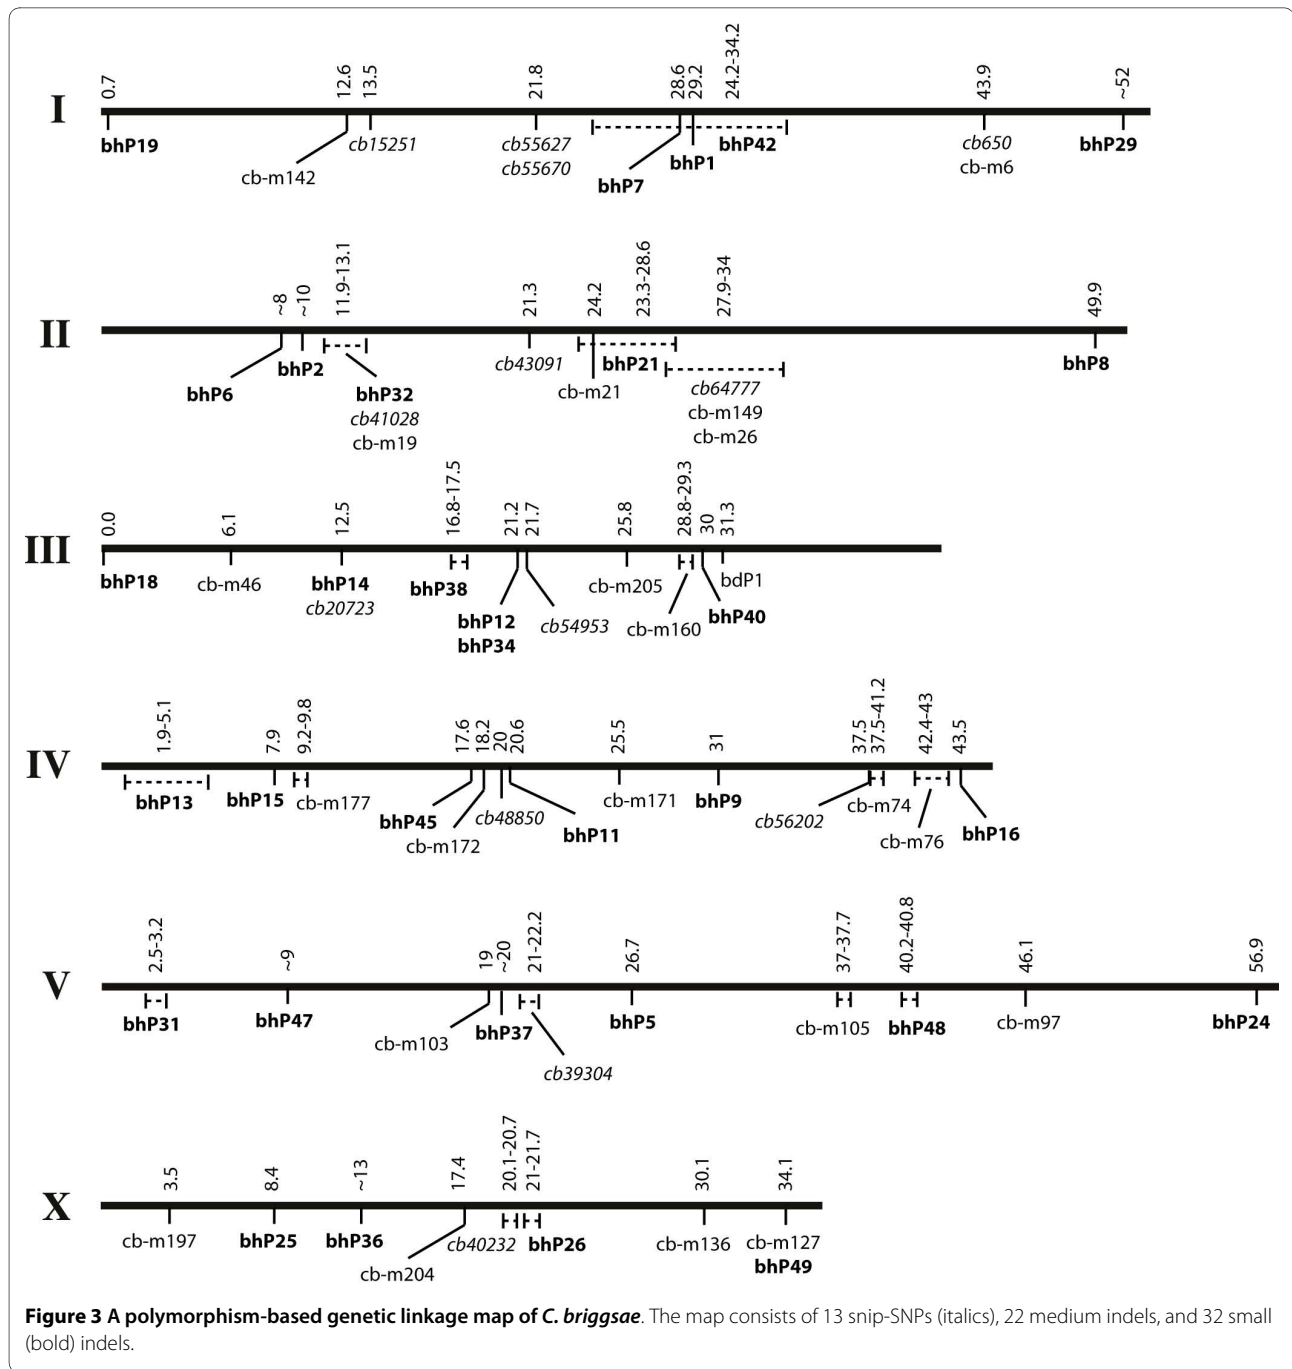 0.7 12.6 13.5 21.8 28.6 29.2 24.2-34.2 43.9 ~52
I
bhP19 cb15251 cb55627 bhP42 cb650 bhP29
cb-m142 cb55670 bhP1 cb-m6
bhP7
~8 ~10 11.9-13.1 21.3 24.2 23.3-28.6 27.9-34 49.9
II
bhP2 cb43091 bhP21 bhP8
bhP6 bhP32 cb-m21 cb64777
cb41028 cb-m149
cb-m19 cb-m26
0.0 6.1 12.5 16.8-17.5 21.2 21.7 25.8 28.8-29.3 30 31.3
III
bhP18 cb-m46 bhP14 bhP38 cb-m205 bdP1
cb20723 bhP12 cb54953 cb-m160 bhP40
bhP34
1.9-5.1 7.9 9.2-9.8 17.6 18.2 20 20.6 25.5 31 37.5 37.5-41.2 42.4-43 43.5
IV
bhP13 bhP15 cb-m177 cb-m171 bhP9 cb-m74
bhP45 cb48850 bhP11 cb56202 bhP16
cb-m172 cb-m76
2.5-3.2 ~9 19 ~20 21-22.2 26.7 37-37.7 40.2-40.8 46.1 56.9
V
bhP31 bhP47 bhP37 bhP5 cb-m105 bhP48 cb-m97 bhP24
cb-m103 cb39304
3.5 8.4 ~13 17.4 20.1-20.7 21-21.7 30.1 34.1
X
cb-m197 bhP25 bhP36 cb40232 bhP26 cb-m136 cb-m127
cb-m204 bhP49
Figure 3 A polymorphism-based genetic linkage map of C. briggsae. The map consists of 13 snip-SNPs (italics), 22 medium indels, and 32 small
(bold) indels.